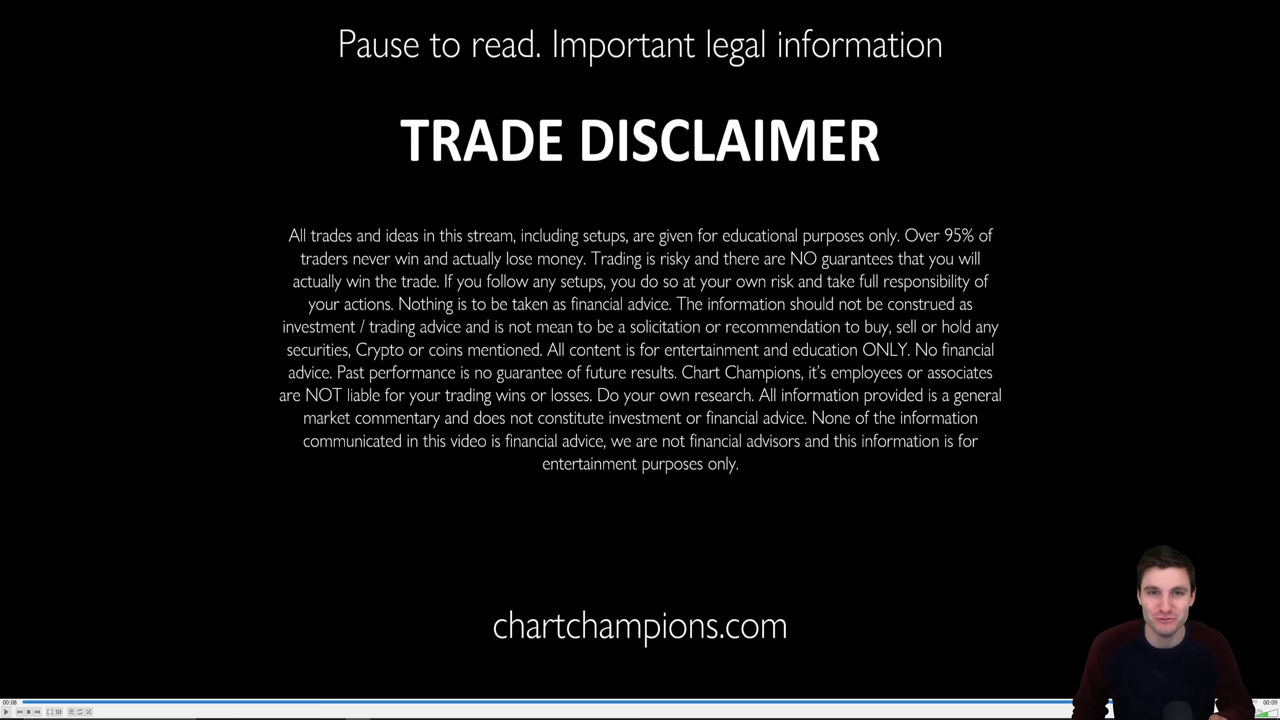 Pause to read. Important legal information
TRADE DISCLAIMER
All trades and ideas in this stream, including setups, are given for educational purposes only. Over 95% of
traders never win and actually lose money. Trading is risky and there are NO guarantees that you will
actually win the trade. If you follow any setups, you do so at your own risk and take full responsibility of
your actions. Nothing is to be taken as financial advice. The information should not be construed as
investment / trading advice and is not mean to be a solicitation or recommendation to buy, sell or hold any
securities, Crypto or coins mentioned. All content is for entertainment and education ONLY. No financial
advice. Past performance is no guarantee of future results. Chart Champions, it's employees or associates
are NOT liable for your trading wins or losses. Do your own research. All information provided is a general
market commentary and does not constitute investment or financial advice. None of the information
communicated in this video is financial advice, we are not financial advisors and this information is for
entertainment purposes only.
chartchampions.com
00:08
00:09